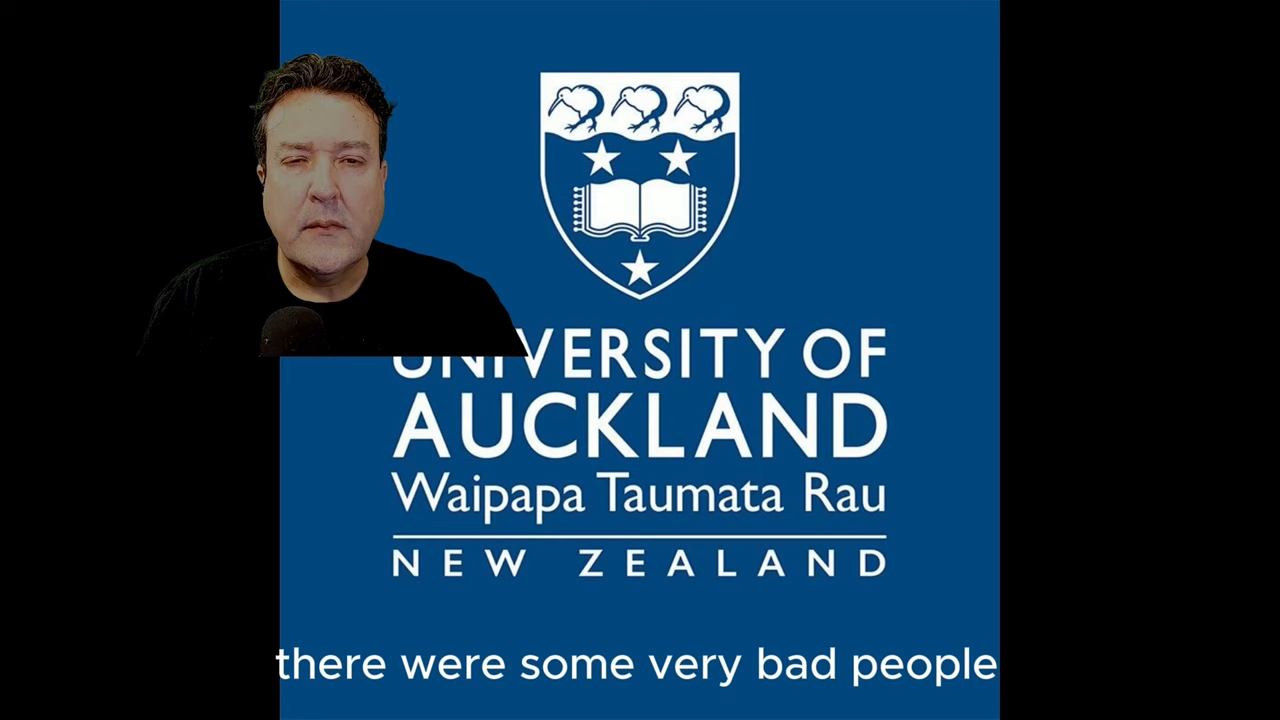 UNIVERSITY OF
AUCKLAND
Waipapa Taumata Rau
NEW ZEALAND
there were some very bad people